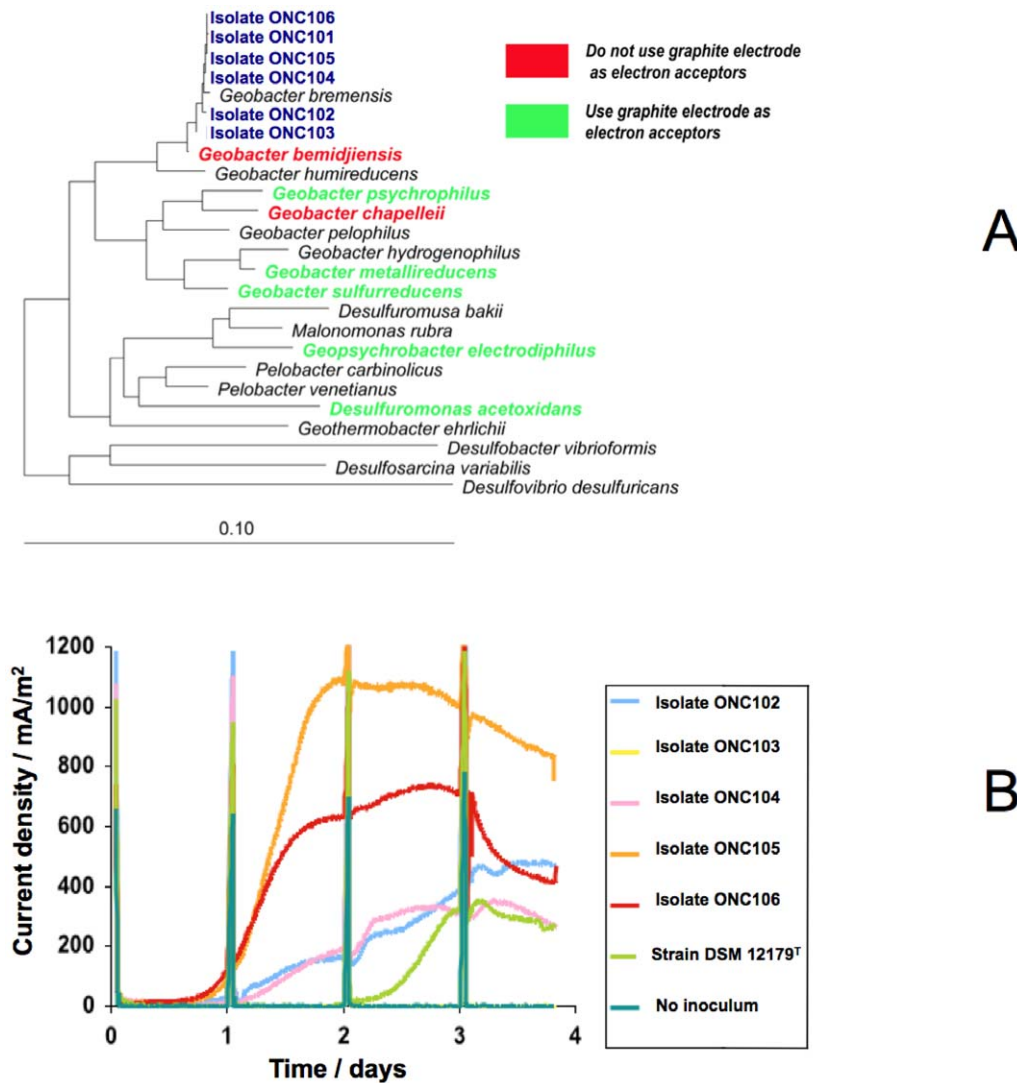 Isolate ONC106
Isolate ONC101
Isolate ONC105
Isolate ONC104
Geobacter bremensis
Isolate ONC102
Isolate ONC103
Geobacter bemidjiensis
Geobacter humireducens
Geobacter psychrophilus
Geobacter chapelleii
Geobacter pelophilus
Geobacter hydrogenophilus
Geobacter metallireducens
Geobacter sulfurreducens
Desulfuromusa bakii
Malonomonas rubra
Geopsychrobacter electrodiphilus
Pelobacter carbinolicus
Pelobacter venetianus
Desulfuromonas acetoxidans
Geothermobacter ehrlichii
Desulfobacter vibrioformis
Desulfosarcina variabilis
Desulfovibrio desulfuricans
0.10
Do not use graphite electrode
as electron acceptors
Use graphite electrode as
electron acceptors
A
Current density / mA/m²
1200
1000
800
600
400
200
0
0 1 2 3 4
Time / days
Isolate ONC102
Isolate ONC103
Isolate ONC104
Isolate ONC105
Isolate ONC106
Strain DSM 12179ᵀ
No inoculum
B